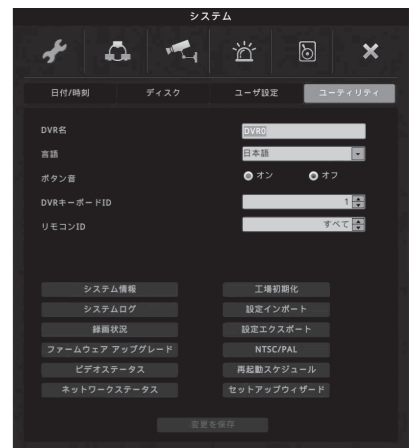 システム
日付/時刻 ディスク ユーザ設定 ユーティリティ
DVR名 DVR0
言語 日本語
ボタン音 オン オフ
DVRキーボードID 1
リモコンID すべて
システム情報 工場初期化
システムログ 設定インポート
録画状況 設定エクスポート
ファームウェア アップグレード NTSC/PAL
ビデオステータス 再起動スケジュール
ネットワークステータス セットアップウィザード
変更を保存